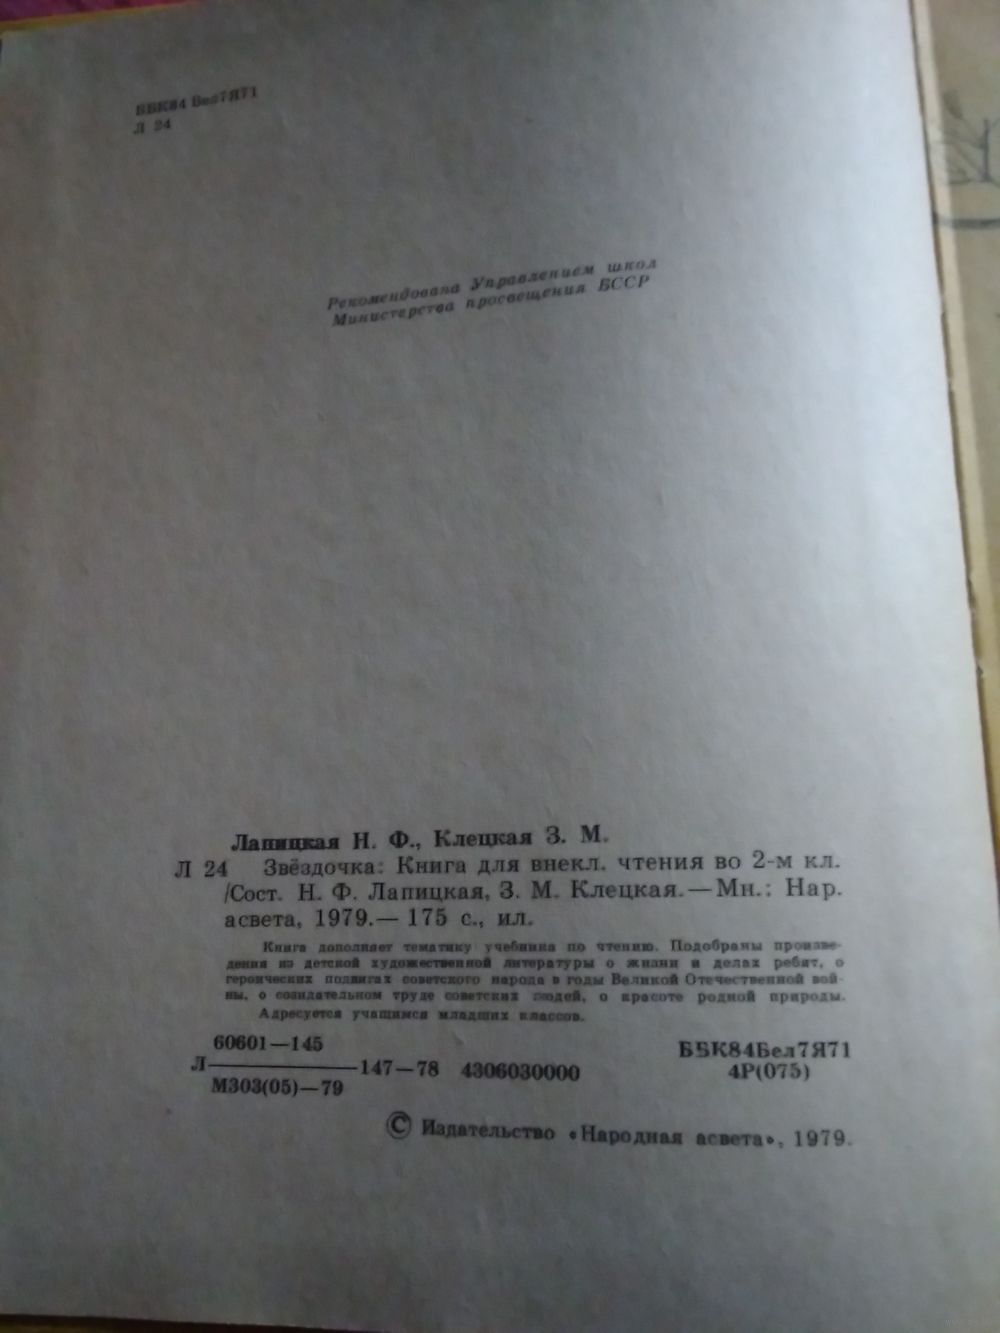 ББК84 Бел7Я71
Л 24
Рекомендована Управлением школ
Министерства просвещения БССР
Лапицкая Н. Ф., Клецкая З. М.
Л 24 Звёздочка: Книга для внекл. чтения во 2-м кл.
/Сост. Н. Ф. Лапицкая, З. М. Клецкая.— Мн.: Нар.
асвета, 1979.— 175 с., ил.
Книга дополняет тематику учебника по чтению. Подобраны произве-
дения из детской художественной литературы о жизни и делах ребят, о
героических подвигах советского народа в годы Великой Отечественной вой-
ны, о созидательном труде советских людей, о красоте родной природы.
Адресуется учащимся младших классов.
60601—145
Л 147—78 4306030000
М303(05)—79
ББК84Бел7Я71
4Р(075)
© Издательство «Народная асвета», 1979.